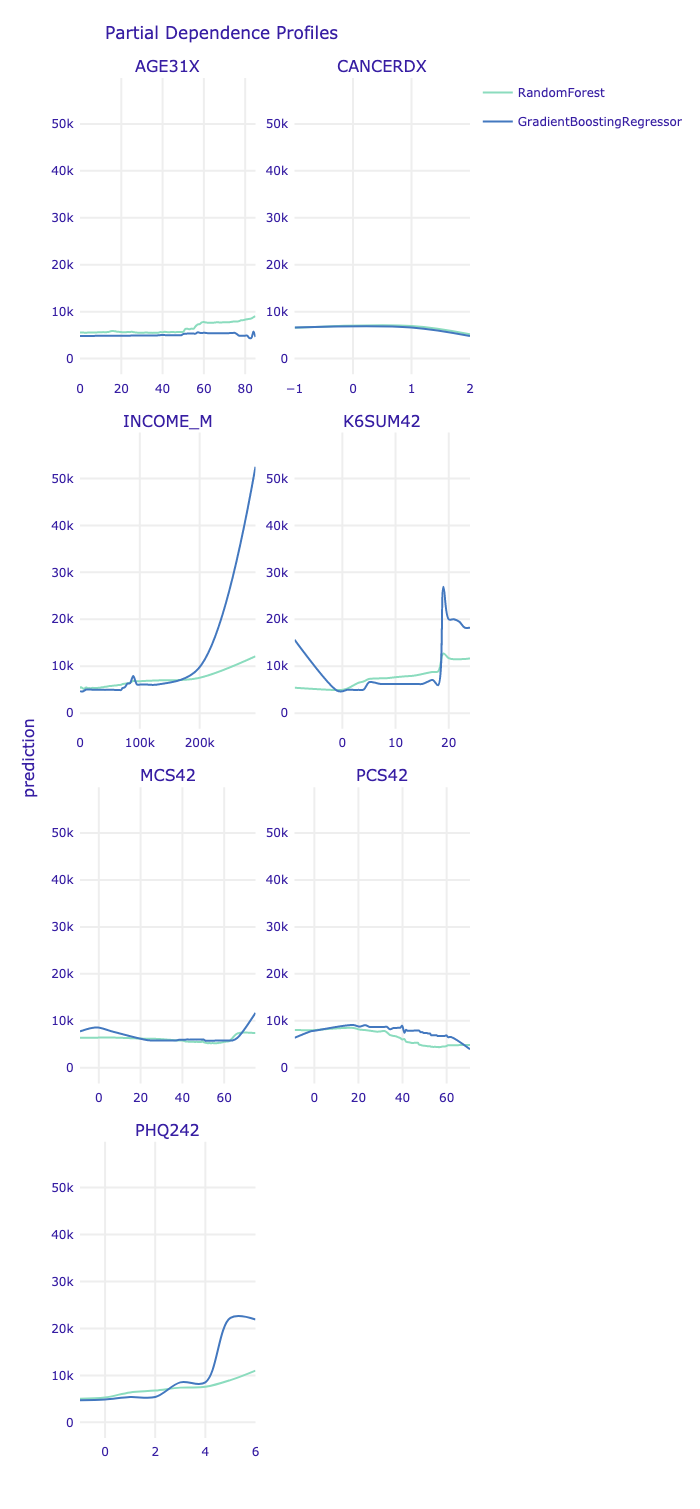 Partial Dependence Profiles
AGE31X
CANCERDX
RandomForest
GradientBoostingRegressor
50k
40k
30k
20k
10k
0
0 20 40 60 80
50k
40k
30k
20k
10k
0
−1 0 1 2
INCOME_M
K6SUM42
50k
40k
30k
20k
10k
0
0 100k 200k
50k
40k
30k
20k
10k
0
0 10 20
prediction
MCS42
PCS42
50k
40k
30k
20k
10k
0
0 20 40 60
50k
40k
30k
20k
10k
0
0 20 40 60
PHQ242
50k
40k
30k
20k
10k
0
0 2 4 6